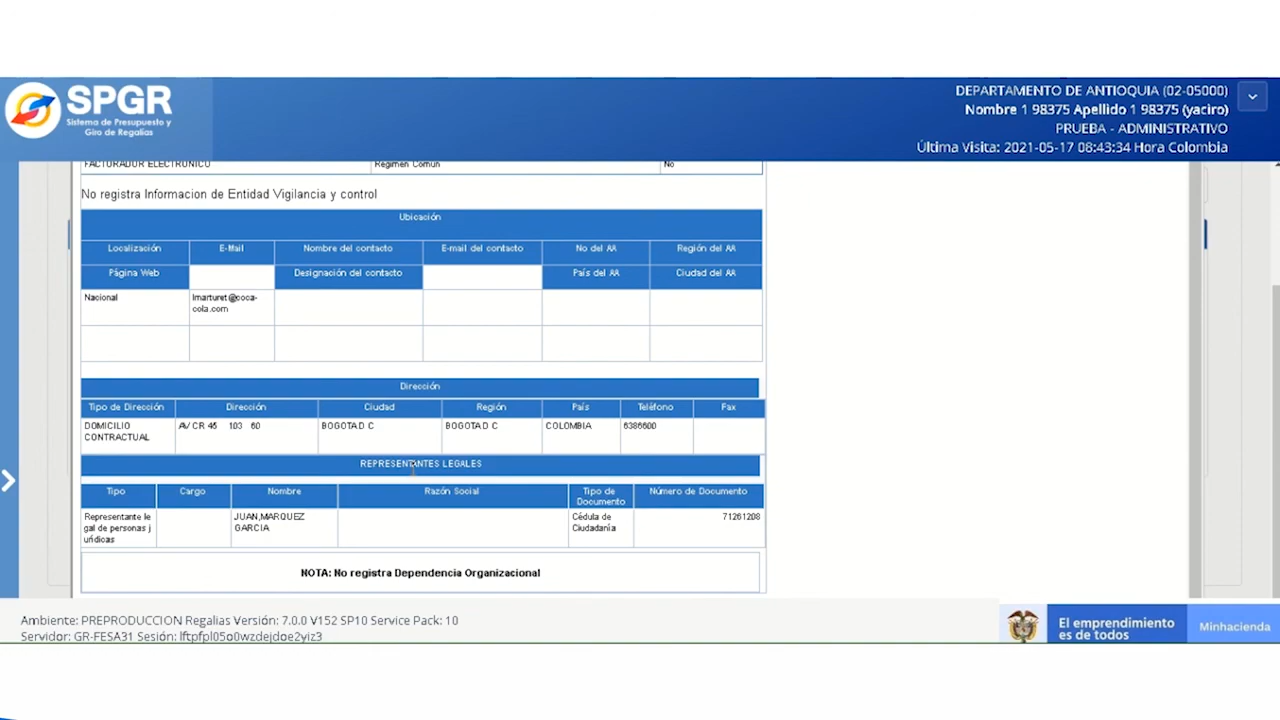 SPGR
Sistema de Presupuesto y
Giro de Regalías
DEPARTAMENTO DE ANTIOQUIA (02-05000)
Nombre 1 98375 Apellido 1 98375 (yaciro)
PRUEBA - ADMINISTRATIVO
Última Visita: 2021-05-17 08:43:34 Hora Colombia
FACTURADOR ELECTRONICO Regimen Común No
No registra Informacion de Entidad Vigilancia y control
Ubicación
Localización E-Mail Nombre del contacto E-mail del contacto No del AA Región del AA
Página Web Designación del contacto País del AA Ciudad del AA
Nacional lmarturet@coca-
cola.com
Dirección
Tipo de Dirección Dirección Ciudad Región País Teléfono Fax
DOMICILIO AV CR 45 103 60 BOGOTA D C BOGOTA D C COLOMBIA 6386600
CONTRACTUAL
REPRESENTANTES LEGALES
Tipo Cargo Nombre Razón Social Tipo de Número de Documento
Documento
Representante le JUAN,MARQUEZ Cédula de 71261208
gal de personas j GARCIA Ciudadanía
urídicas
NOTA: No registra Dependencia Organizacional
Ambiente: PREPRODUCCION Regalias Versión: 7.0.0 V152 SP10 Service Pack: 10
Servidor: GR-FESA31 Sesión: lftpfpl05o0wzdejdoe2yiz3
El emprendimiento
es de todos
Minhacienda